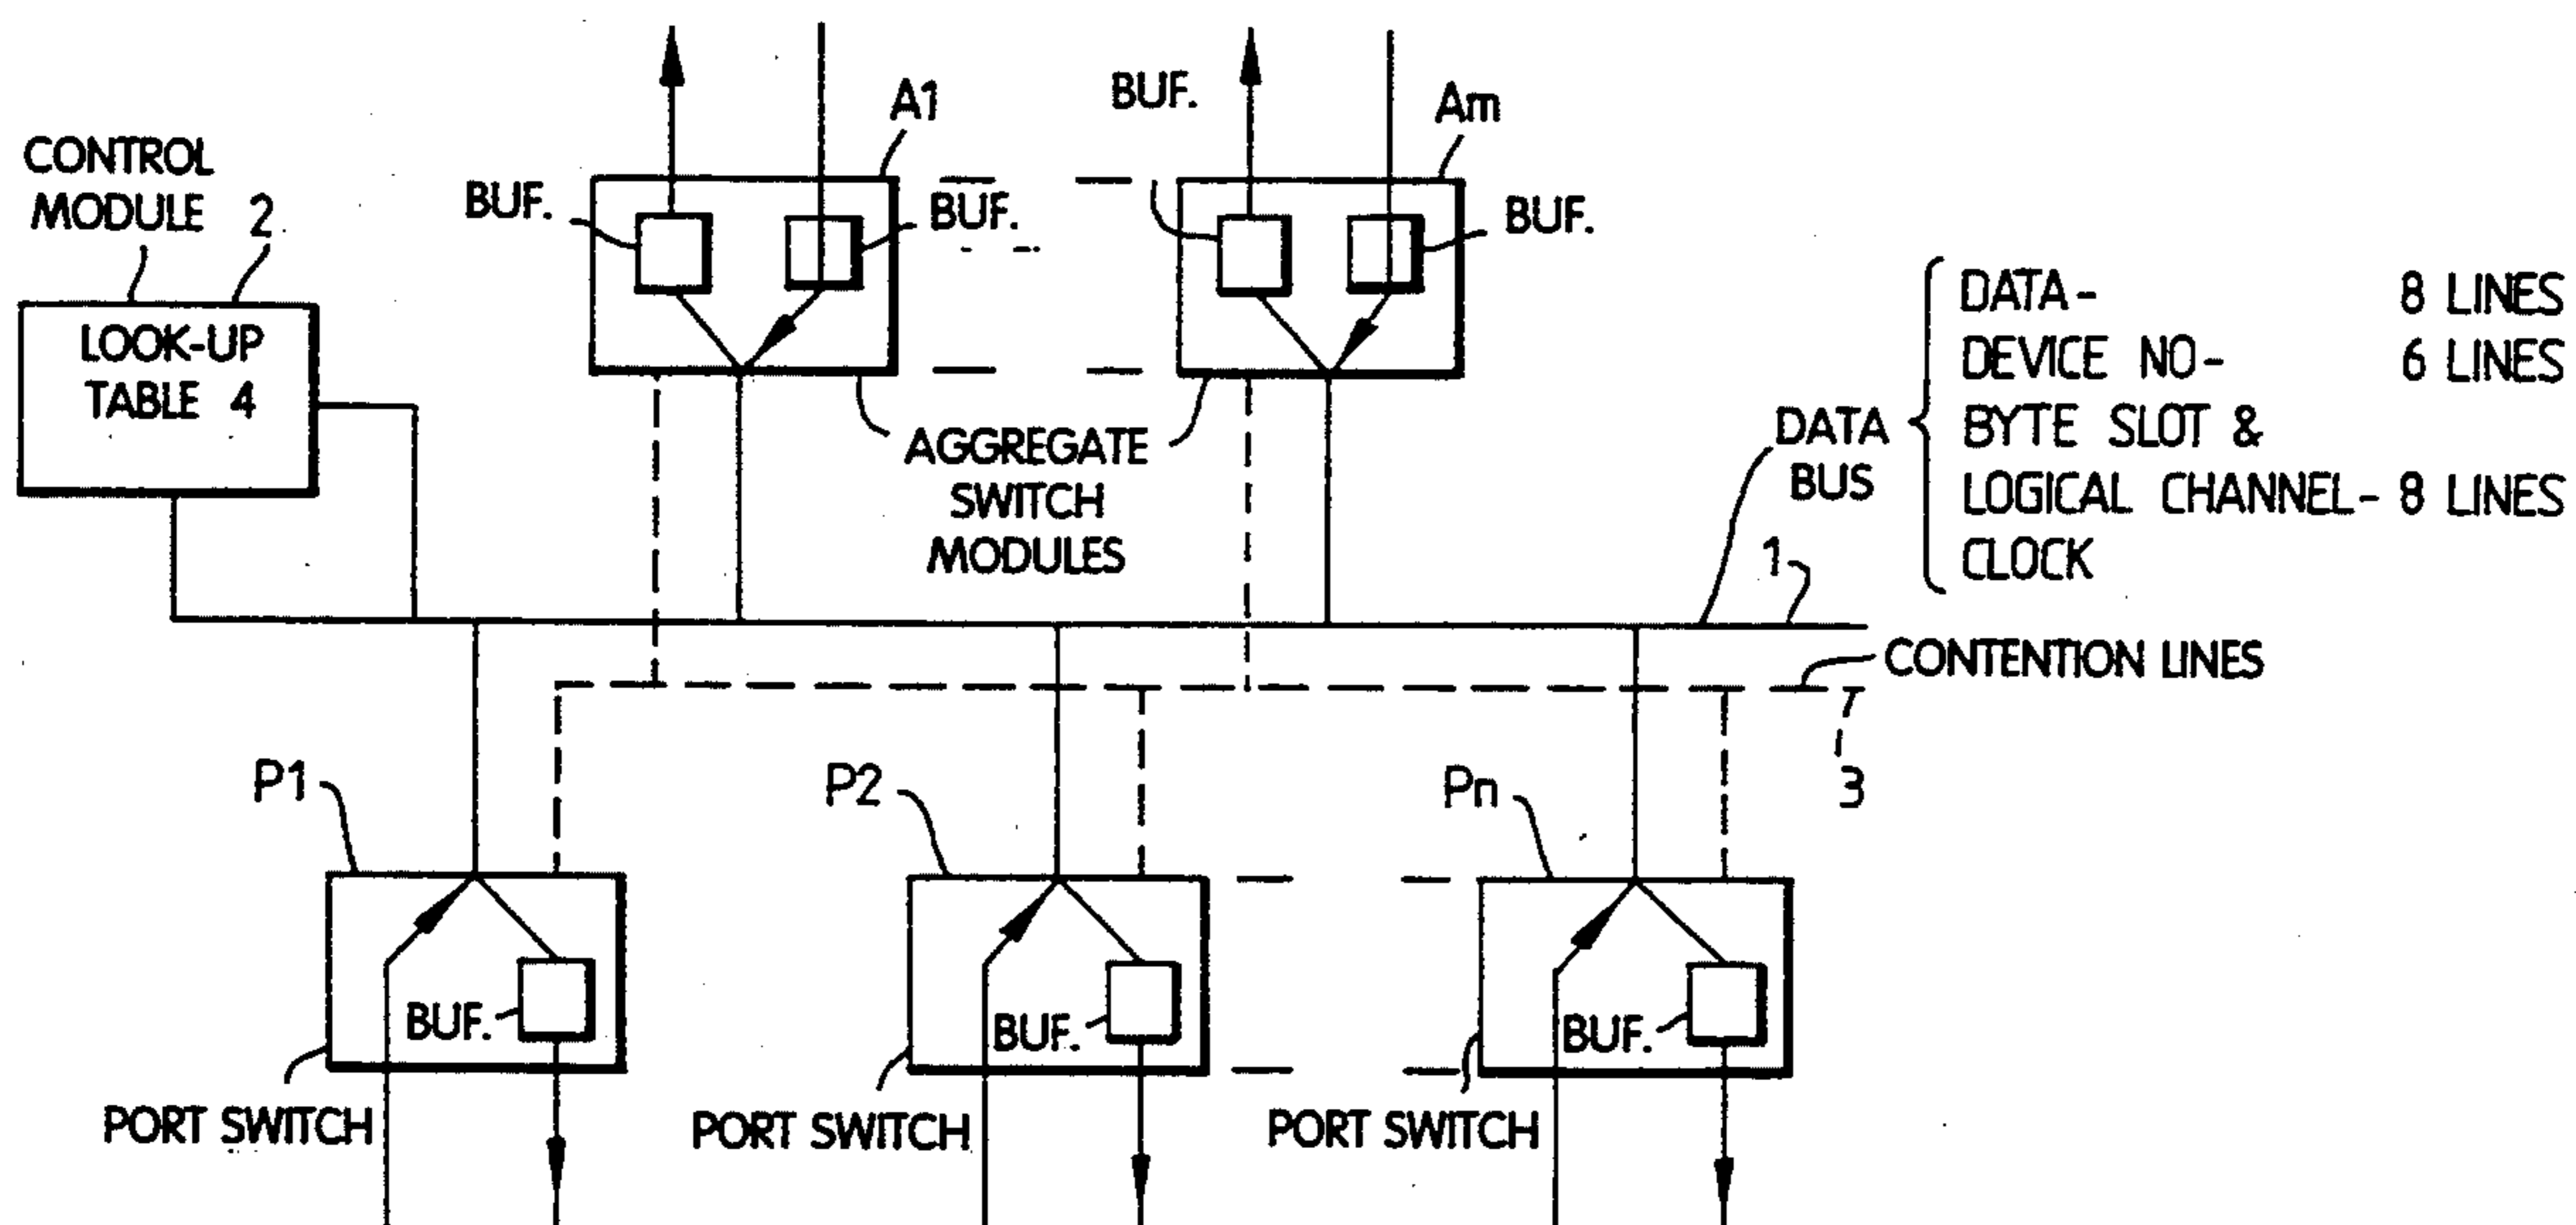 CONTROL
MODULE 2
LOOK-UP
TABLE 4
A1
BUF.
BUF.
BUF.
Am
BUF.
AGGREGATE
SWITCH
MODULES
DATA
BUS
DATA- 8 LINES
DEVICE NO- 6 LINES
BYTE SLOT &
LOGICAL CHANNEL- 8 LINES
CLOCK
1
CONTENTION LINES
3
P1
BUF.
PORT SWITCH
P2
BUF.
PORT SWITCH
Pn
BUF.
PORT SWITCH